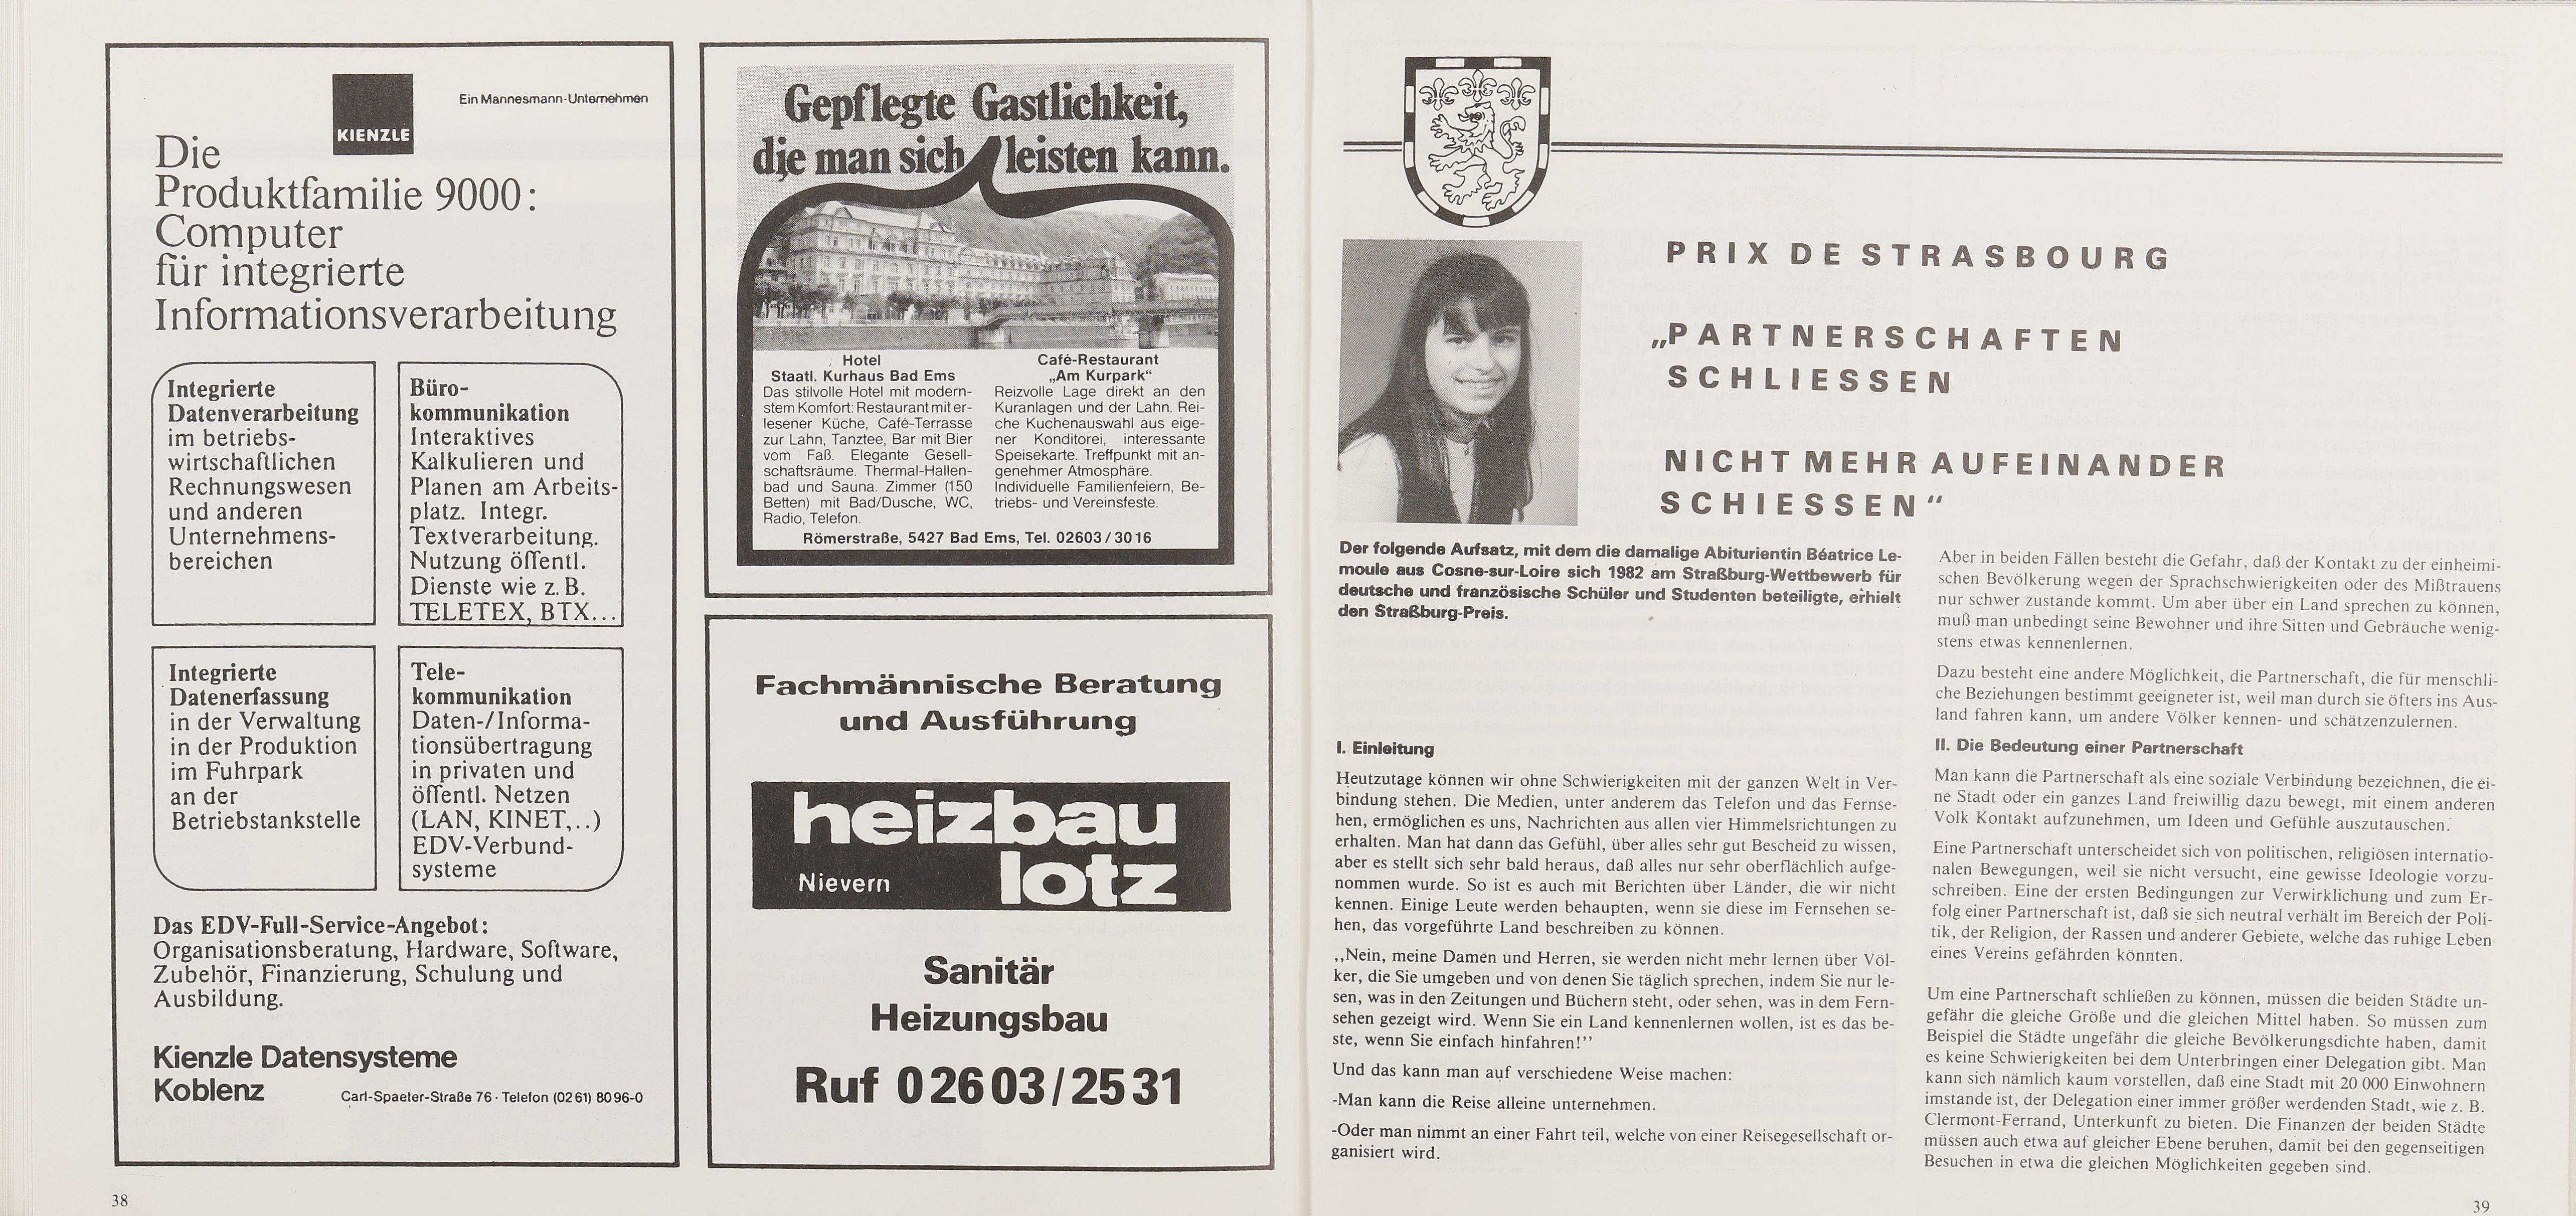 Ein Mannesmann-Unternehmen
KIENZLE
Die
Produktfamilie 9000:
Computer
für integrierte
Informationsverarbeitung
Integrierte
Datenverarbeitung
im betriebs-
wirtschaftlichen
Rechnungswesen
und anderen
Unternehmens-
bereichen
Büro-
kommunikation
Interaktives
Kalkulieren und
Planen am Arbeits-
platz. Integr.
Textverarbeitung.
Nutzung öffentl.
Dienste wie z. B.
TELETEX, BTX...
Integrierte
Datenerfassung
in der Verwaltung
in der Produktion
im Fuhrpark
an der
Betriebstankstelle
Tele-
kommunikation
Daten-/Informa-
tionsübertragung
in privaten und
öffentl. Netzen
(LAN, KINET,..)
EDV-Verbund-
systeme
Das EDV-Full-Service-Angebot:
Organisationsberatung, Hardware, Software,
Zubehör, Finanzierung, Schulung und
Ausbildung.
Kienzle Datensysteme
Koblenz
Carl-Spaeter-Straße 76 · Telefon (02 61) 80 96-0
38
Gepflegte Gastlichkeit,
die man sich leisten kann.
Hotel
Staatl. Kurhaus Bad Ems
Das stilvolle Hotel mit modern-
stem Komfort: Restaurant mit er-
lesener Küche, Café-Terrasse
zur Lahn, Tanztee, Bar mit Bier
vom Faß. Elegante Gesell-
schaftsräume. Thermal-Hallen-
bad und Sauna. Zimmer (150
Betten) mit Bad/Dusche, WC,
Radio, Telefon.
Café-Restaurant
„Am Kurpark“
Reizvolle Lage direkt an den
Kuranlagen und der Lahn. Rei-
che Kuchenauswahl aus eige-
ner Konditorei, interessante
Speisekarte. Treffpunkt mit an-
genehmer Atmosphäre.
Individuelle Familienfeiern, Be-
triebs- und Vereinsfeste.
Römerstraße, 5427 Bad Ems, Tel. 02603 / 30 16
Fachmännische Beratung
und Ausführung
heizbau
Nievern lotz
Sanitär
Heizungsbau
Ruf 0 26 03 / 25 31
PRIX DE STRASBOURG
„PARTNERSCHAFTEN
SCHLIESSEN
NICHT MEHR AUFEINANDER
SCHIESSEN“
Der folgende Aufsatz, mit dem die damalige Abiturientin Béatrice Le-
moule aus Cosne-sur-Loire sich 1982 am Straßburg-Wettbewerb für
deutsche und französische Schüler und Studenten beteiligte, erhielt
den Straßburg-Preis.
I. Einleitung
Heutzutage können wir ohne Schwierigkeiten mit der ganzen Welt in Ver-
bindung stehen. Die Medien, unter anderem das Telefon und das Fernse-
hen, ermöglichen es uns, Nachrichten aus allen vier Himmelsrichtungen zu
erhalten. Man hat dann das Gefühl, über alles sehr gut Bescheid zu wissen,
aber es stellt sich sehr bald heraus, daß alles nur sehr oberflächlich aufge-
nommen wurde. So ist es auch mit Berichten über Länder, die wir nicht
kennen. Einige Leute werden behaupten, wenn sie diese im Fernsehen se-
hen, das vorgeführte Land beschreiben zu können.
,,Nein, meine Damen und Herren, sie werden nicht mehr lernen über Völ-
ker, die Sie umgeben und von denen Sie täglich sprechen, indem Sie nur le-
sen, was in den Zeitungen und Büchern steht, oder sehen, was in dem Fern-
sehen gezeigt wird. Wenn Sie ein Land kennenlernen wollen, ist es das be-
ste, wenn Sie einfach hinfahren!’’
Und das kann man auf verschiedene Weise machen:
-Man kann die Reise alleine unternehmen.
-Oder man nimmt an einer Fahrt teil, welche von einer Reisegesellschaft or-
ganisiert wird.
Aber in beiden Fällen besteht die Gefahr, daß der Kontakt zu der einheimi-
schen Bevölkerung wegen der Sprachschwierigkeiten oder des Mißtrauens
nur schwer zustande kommt. Um aber über ein Land sprechen zu können,
muß man unbedingt seine Bewohner und ihre Sitten und Gebräuche wenig-
stens etwas kennenlernen.
Dazu besteht eine andere Möglichkeit, die Partnerschaft, die für menschli-
che Beziehungen bestimmt geeigneter ist, weil man durch sie öfters ins Aus-
land fahren kann, um andere Völker kennen- und schätzenzulernen.
II. Die Bedeutung einer Partnerschaft
Man kann die Partnerschaft als eine soziale Verbindung bezeichnen, die ei-
ne Stadt oder ein ganzes Land freiwillig dazu bewegt, mit einem anderen
Volk Kontakt aufzunehmen, um Ideen und Gefühle auszutauschen.
Eine Partnerschaft unterscheidet sich von politischen, religiösen internatio-
nalen Bewegungen, weil sie nicht versucht, eine gewisse Ideologie vorzu-
schreiben. Eine der ersten Bedingungen zur Verwirklichung und zum Er-
folg einer Partnerschaft ist, daß sie sich neutral verhält im Bereich der Poli-
tik, der Religion, der Rassen und anderer Gebiete, welche das ruhige Leben
eines Vereins gefährden könnten.
Um eine Partnerschaft schließen zu können, müssen die beiden Städte un-
gefähr die gleiche Größe und die gleichen Mittel haben. So müssen zum
Beispiel die Städte ungefähr die gleiche Bevölkerungsdichte haben, damit
es keine Schwierigkeiten bei dem Unterbringen einer Delegation gibt. Man
kann sich nämlich kaum vorstellen, daß eine Stadt mit 20 000 Einwohnern
imstande ist, der Delegation einer immer größer werdenden Stadt, wie z. B.
Clermont-Ferrand, Unterkunft zu bieten. Die Finanzen der beiden Städte
müssen auch etwa auf gleicher Ebene beruhen, damit bei den gegenseitigen
Besuchen in etwa die gleichen Möglichkeiten gegeben sind.
39